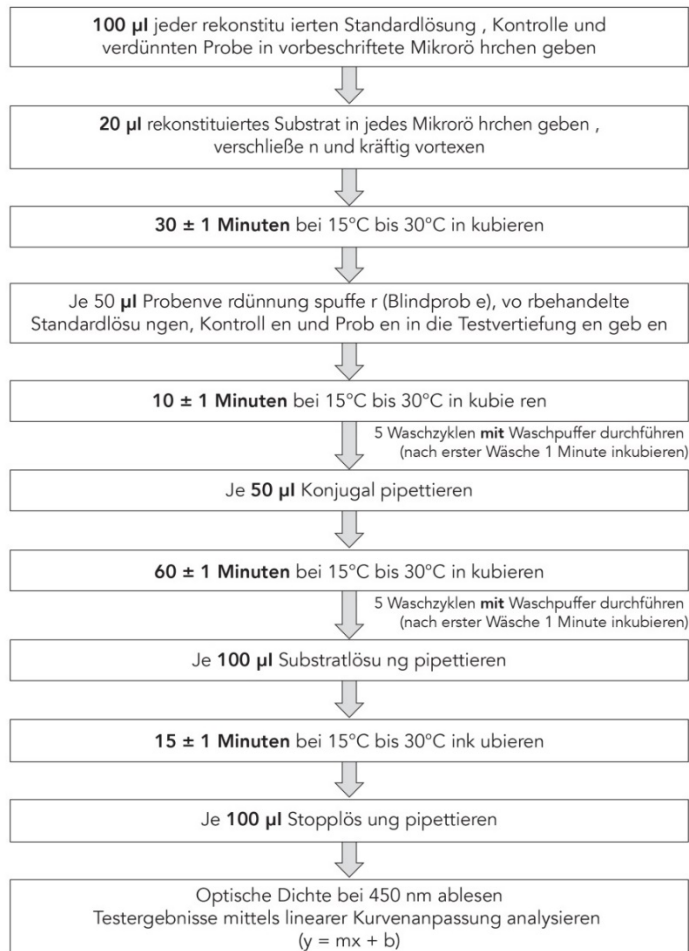 100 µl jeder rekonstitu ierten Standardlösung , Kontrolle und
verdünnten Probe in vorbeschriftete Mikrorö hrchen geben
20 µl rekonstituiertes Substrat in jedes Mikrorö hrchen geben ,
verschließe n und kräftig vortexen
30 ± 1 Minuten bei 15°C bis 30°C in kubieren
Je 50 µl Probenve rdünnung spuffe r (Blindprob e), vo rbehandelte
Standardlösu ngen, Kontroll en und Prob en in die Testvertiefung en geb en
10 ± 1 Minuten bei 15°C bis 30°C in kubie ren
5 Waschzyklen mit Waschpuffer durchführen
(nach erster Wäsche 1 Minute inkubieren)
Je 50 µl Konjugal pipettieren
60 ± 1 Minuten bei 15°C bis 30°C in kubieren
5 Waschzyklen mit Waschpuffer durchführen
(nach erster Wäsche 1 Minute inkubieren)
Je 100 µl Substratlösu ng pipettieren
15 ± 1 Minuten bei 15°C bis 30°C ink ubieren
Je 100 µl Stopplös ung pipettieren
Optische Dichte bei 450 nm ablesen
Testergebnisse mittels linearer Kurvenanpassung analysieren
(y = mx + b)